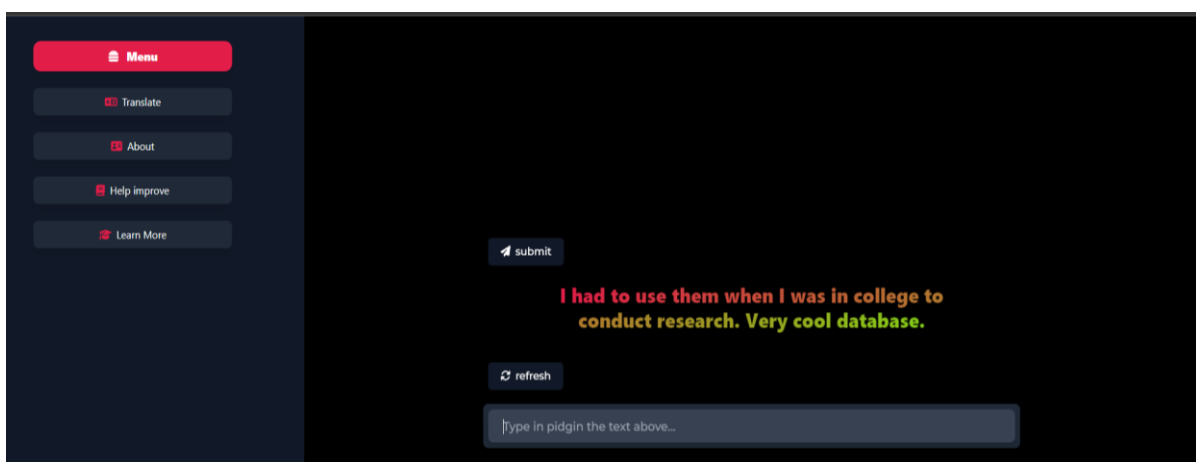 Menu
Translate
About
Help improve
Learn More
submit
I had to use them when I was in college to
conduct research. Very cool database.
refresh
Type in pidgin the text above...